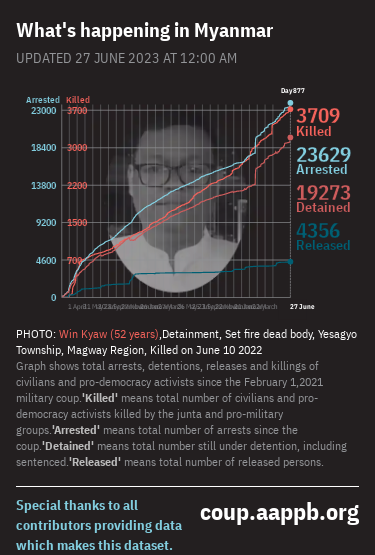 What's happening in Myanmar
UPDATED 27 JUNE 2023 AT 12:00 AM
Day877
Arrested Killed
23000 3700
18400 3000
13800 2200
9200 1500
4600 700
0
3709
Killed
23629
Arrested
19273
Detained
4356
Released
27 June
PHOTO: Win Kyaw (52 years),Detainment, Set fire dead body, Yesagyo
Township, Magway Region, Killed on June 10 2022
Graph shows total arrests, detentions, releases and killings of
civilians and pro-democracy activists since the February 1,2021
military coup.'Killed' means total number of civilians and pro-
democracy activists killed by the junta and pro-military
groups.'Arrested' means total number of arrests since the
coup.'Detained' means total number still under detention, including
sentenced.'Released' means total number of released persons.
Special thanks to all
contributors providing data
which makes this dataset.
coup.aappb.org